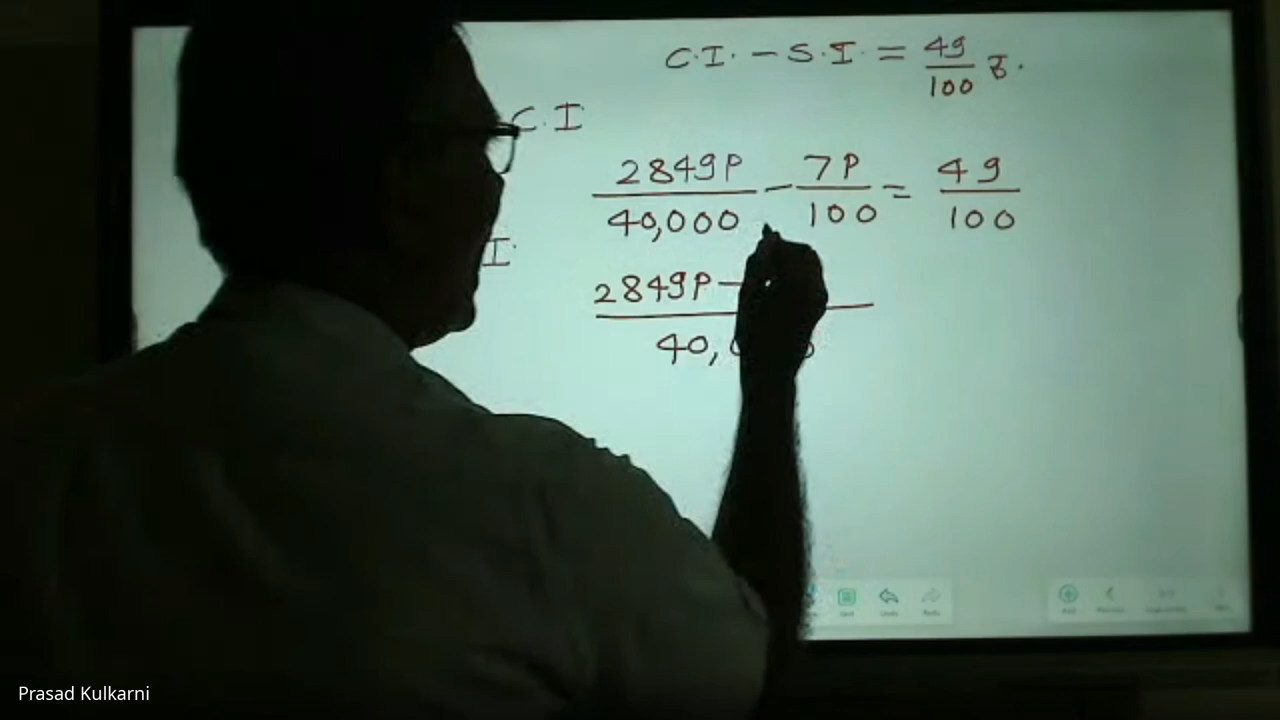 C.I. - S.I. = 49/100 रु.
C.I
2849P/40,000 - 7P/100 = 49/100
I.
2849P -
40,
Prasad Kulkarni